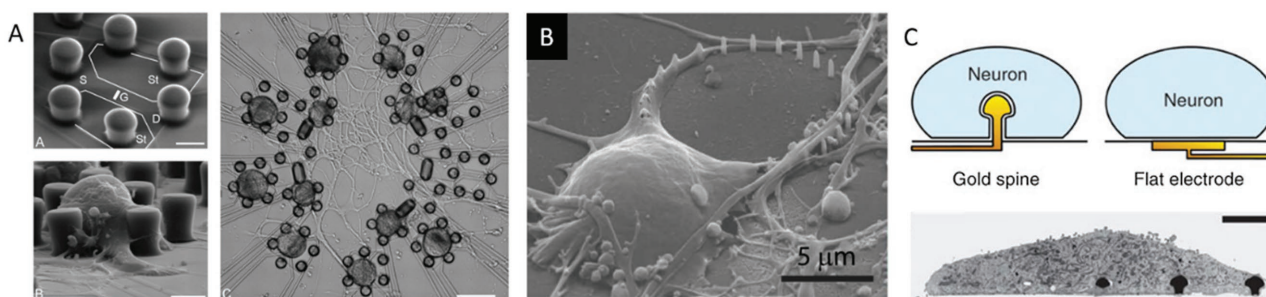 A
S
St
G
D
St
A
B
C
B
5 μm
C
Neuron
Neuron
Gold spine
Flat electrode